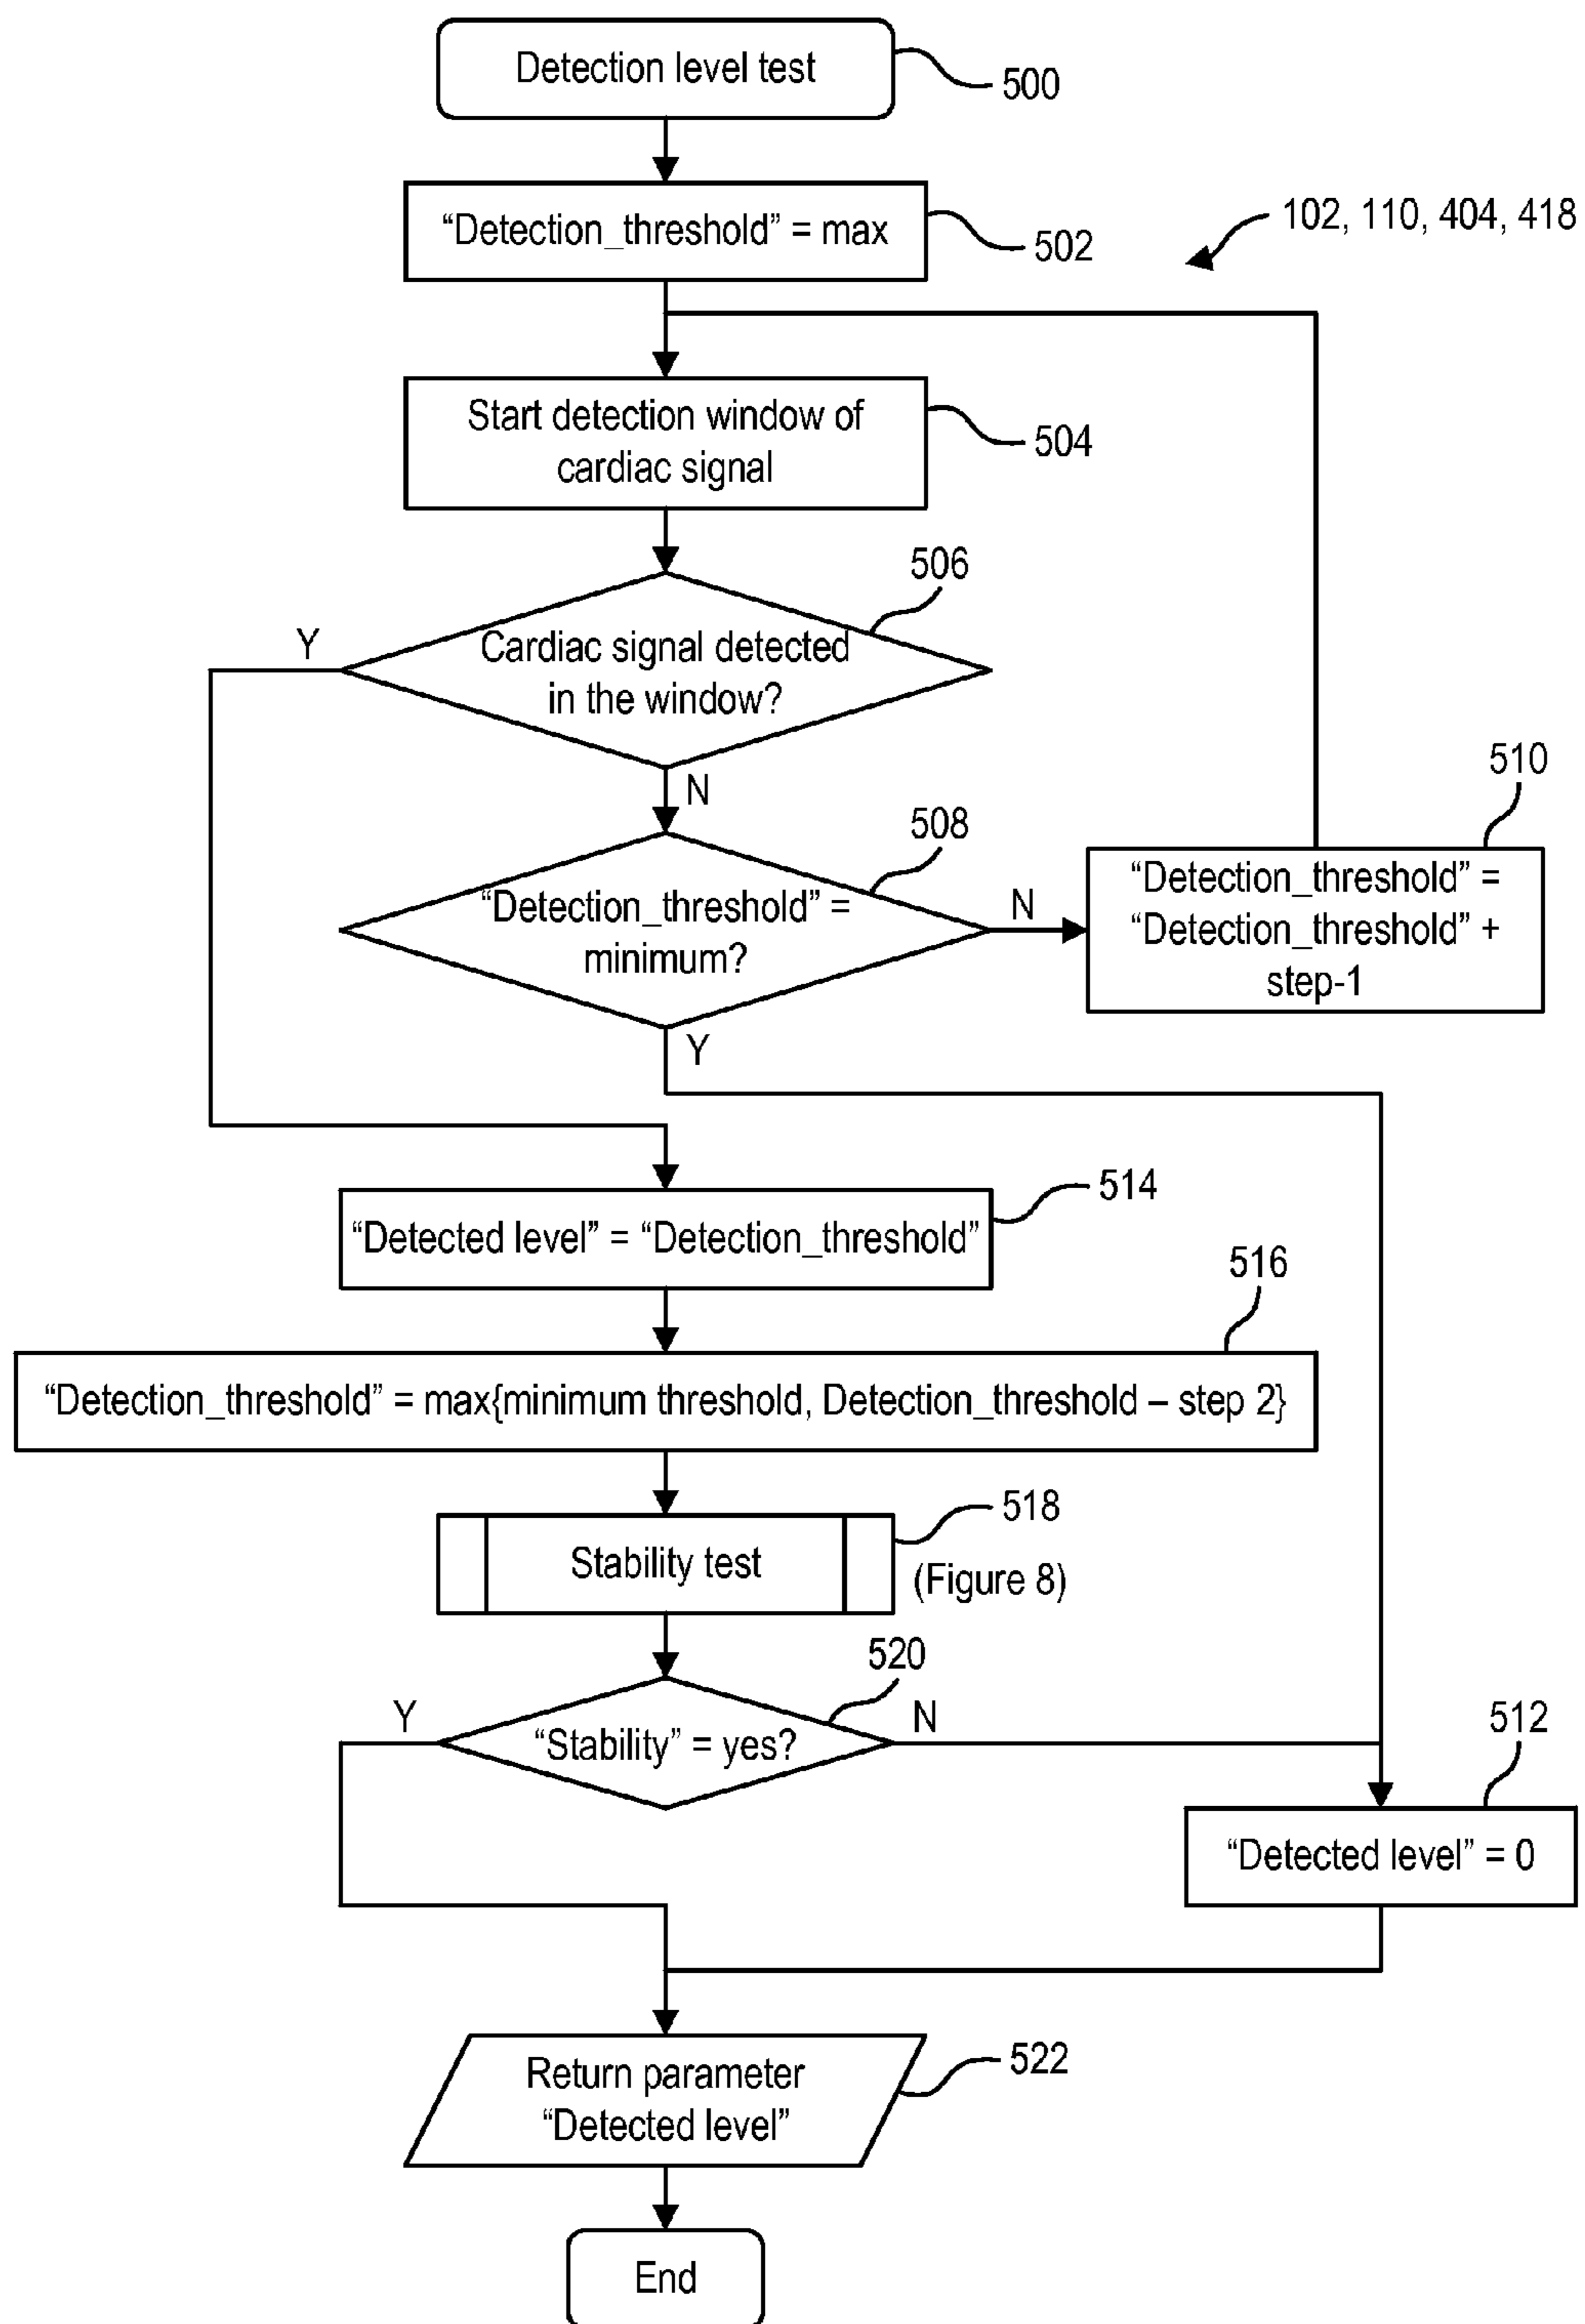 Detection level test
500
“Detection_threshold” = max
502
102, 110, 404, 418
Start detection window of
cardiac signal
504
506
Y
Cardiac signal detected
in the window?
N
508
“Detection_threshold” =
minimum?
N
510
“Detection_threshold” =
“Detection_threshold” +
step-1
Y
514
“Detected level” = “Detection_threshold”
516
“Detection_threshold” = max{minimum threshold, Detection_threshold – step 2}
518
Stability test
(Figure 8)
520
Y
“Stability” = yes?
N
512
“Detected level” = 0
Return parameter
“Detected level”
522
End